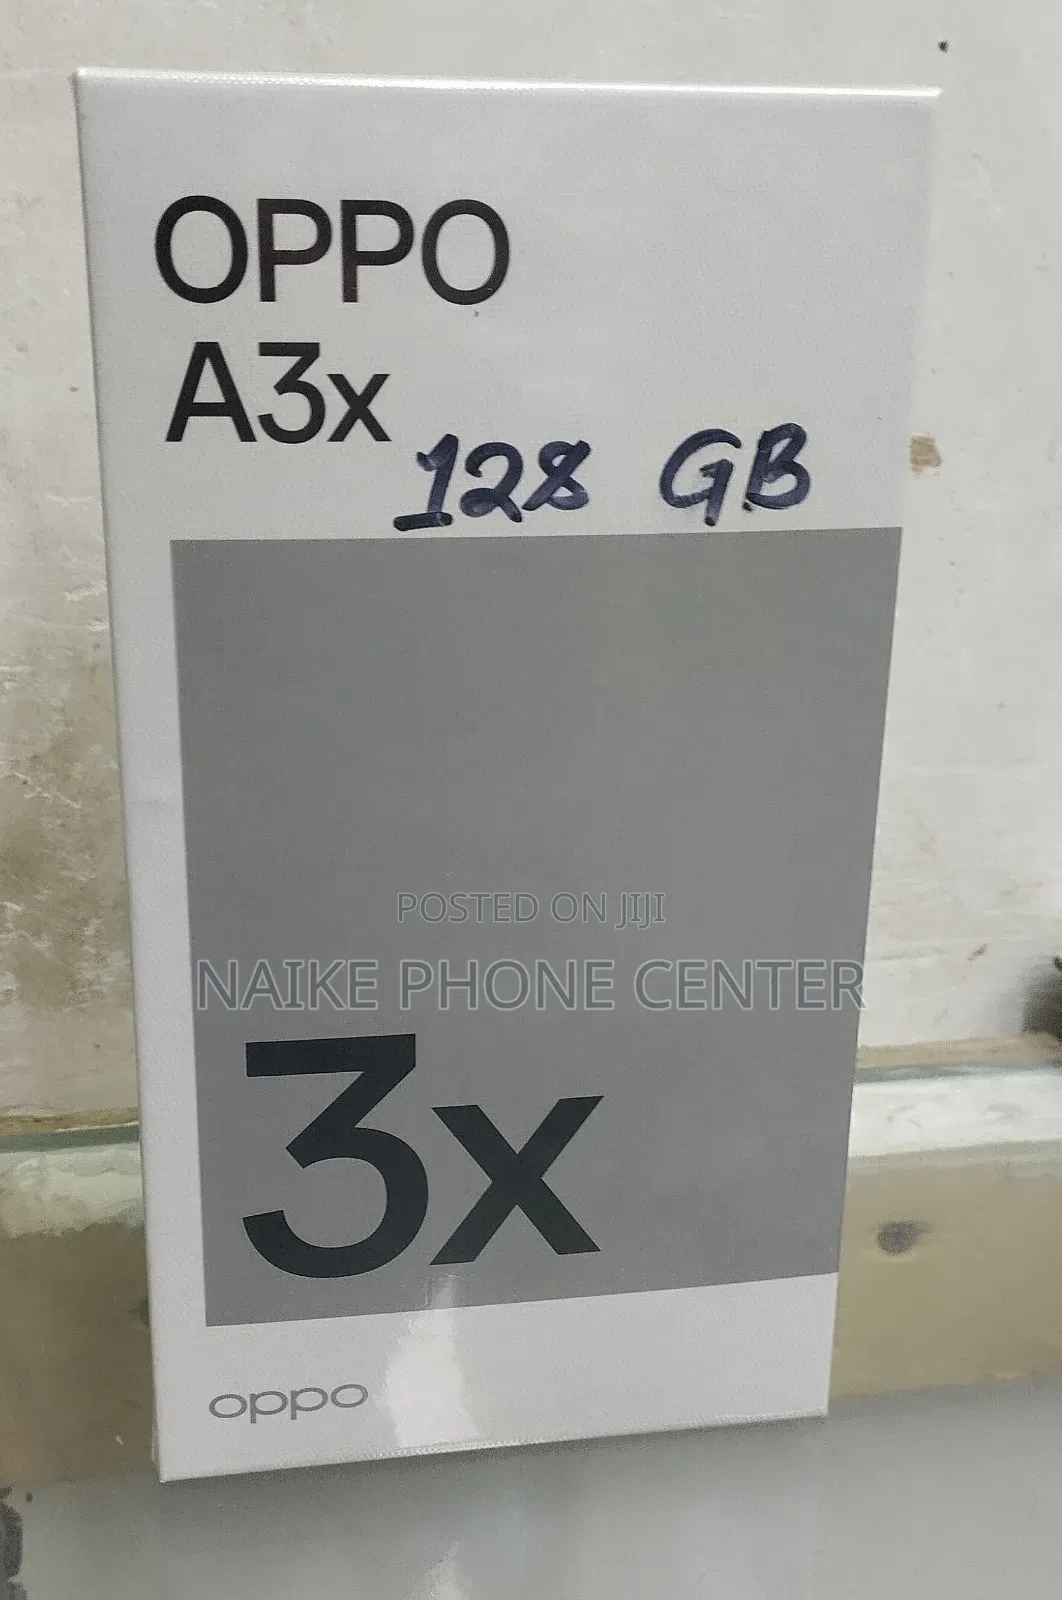 OPPO
A3x
128 GB
POSTED ON JIJI
NAIKE PHONE CENTER
3x
oppo